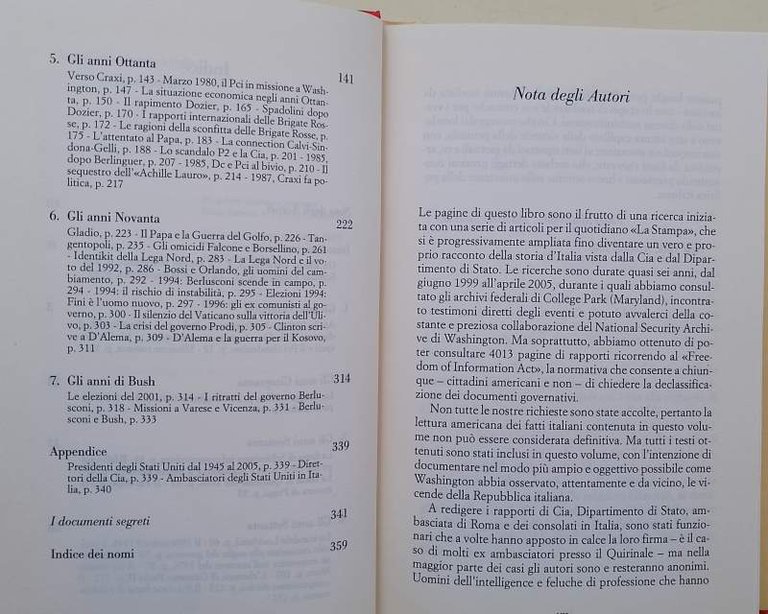 5. Gli anni Ottanta 141
Verso Craxi, p. 143 - Marzo 1980, il Pci in missione a Wash-
ington, p. 147 - La situazione economica negli anni Ottan-
ta, p. 150 - Il rapimento Dozier, p. 165 - Spadolini dopo
Dozier, p. 170 - I rapporti internazionali delle Brigate Ros-
se, p. 172 - Le ragioni della sconfitta delle Brigate Rosse, p.
175 - L'attentato al Papa, p. 183 - La connection Calvi-Sin-
dona-Gelli, p. 188 - Lo scandalo P2 e la Cia, p. 201 - 1985,
dopo Berlinguer, p. 207 - 1985, Dc e Pci al bivio, p. 210 - Il
sequestro dell'«Achille Lauro», p. 214 - 1987, Craxi fa po-
litica, p. 217
6. Gli anni Novanta 222
Gladio, p. 223 - Il Papa e la Guerra del Golfo, p. 226 - Tan-
gentopoli, p. 235 - Gli omicidi Falcone e Borsellino, p. 261
- Identikit della Lega Nord, p. 283 - La Lega Nord e il vo-
to del 1992, p. 286 - Bossi e Orlando, gli uomini del cam-
biamento, p. 292 - 1994: Berlusconi scende in campo, p.
294 - 1994: il rischio di instabilità, p. 295 - Elezioni 1994:
Fini è l'uomo nuovo, p. 297 - 1996: gli ex comunisti al go-
verno, p. 300 - Il silenzio del Vaticano sulla vittoria dell'Uli-
vo, p. 303 - La crisi del governo Prodi, p. 305 - Clinton scri-
ve a D'Alema, p. 309 - D'Alema e la guerra per il Kosovo,
p. 311
7. Gli anni di Bush 314
Le elezioni del 2001, p. 314 - I ritratti del governo Berlu-
sconi, p. 318 - Missioni a Varese e Vicenza, p. 331 - Berlu-
sconi e Bush, p. 333
Appendice 339
Presidenti degli Stati Uniti dal 1945 al 2005, p. 339 - Diret-
tori della Cia, p. 339 - Ambasciatori degli Stati Uniti in Ita-
lia, p. 340
I documenti segreti 341
Indice dei nomi 359
Nota degli Autori
Le pagine di questo libro sono il frutto di una ricerca inizia-
ta con una serie di articoli per il quotidiano «La Stampa», che
si è progressivamente ampliata fino diventare un vero e pro-
prio racconto della storia d'Italia vista dalla Cia e dal Dipar-
timento di Stato. Le ricerche sono durate quasi sei anni, dal
giugno 1999 all'aprile 2005, durante i quali abbiamo consul-
tato gli archivi federali di College Park (Maryland), incontra-
to testimoni diretti degli eventi e potuto avvalerci della co-
stante e preziosa collaborazione del National Security Archi-
ve di Washington. Ma soprattutto, abbiamo ottenuto di po-
ter consultare 4013 pagine di rapporti ricorrendo al «Free-
dom of Information Act», la normativa che consente a chiun-
que – cittadini americani e non – di chiedere la declassifica-
zione dei documenti governativi.
Non tutte le nostre richieste sono state accolte, pertanto la
lettura americana dei fatti italiani contenuta in questo volu-
me non può essere considerata definitiva. Ma tutti i testi ot-
tenuti sono stati inclusi in questo volume, con l'intenzione di
documentare nel modo più ampio e oggettivo possibile come
Washington abbia osservato, attentamente e da vicino, le vi-
cende della Repubblica italiana.
A redigere i rapporti di Cia, Dipartimento di Stato, am-
basciata di Roma e dei consolati in Italia, sono stati funzio-
nari che a volte hanno apposto in calce la loro firma – è il ca-
so di molti ex ambasciatori presso il Quirinale – ma nella
maggior parte dei casi gli autori sono e resteranno anonimi.
Uomini dell'intelligence e feluche di professione che hanno